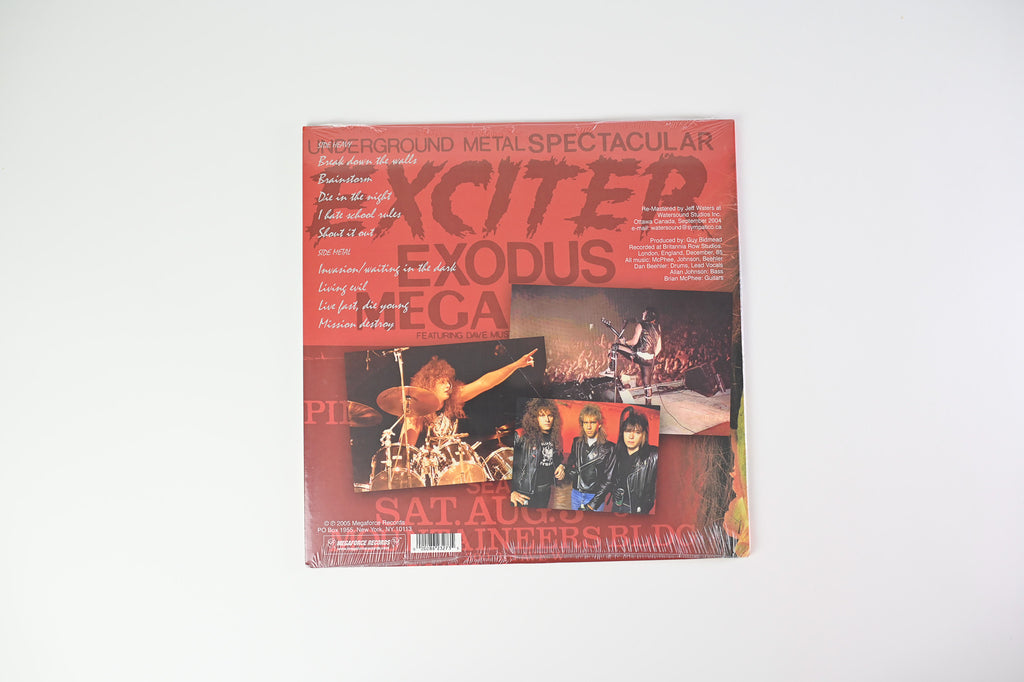 UNDERGROUND METAL SPECTACULAR
EXCITER
EXODUS
MEGA
FEATURING DAVE MUS
SIDE HEAVY
Break down the walls
Brainstorm
Die in the night
I hate school rules
Shout it out
SIDE METAL
Invasion/waiting in the dark
Living evil
Live fast, die young
Mission destroy
Re-Mastered by Jeff Waters at
Watersound Studios Inc.
Ottawa Canada, September 2004
e-mail: watersound@sympatico.ca
Produced by: Guy Bidmead
Recorded at Britannia Row Studios,
London, England, December, 85
All music: McPhee, Johnson, Beehler
Dan Beehler: Drums, Lead Vocals
Allan Johnson: Bass
Brian McPhee: Guitars
PI
SEA
SAT. AUG. 3
MOUNTAINEERS BLDG
℗ © 2005 Megaforce Records
PO Box 1955, New York, NY 10113
MEGAFORCE RECORDS